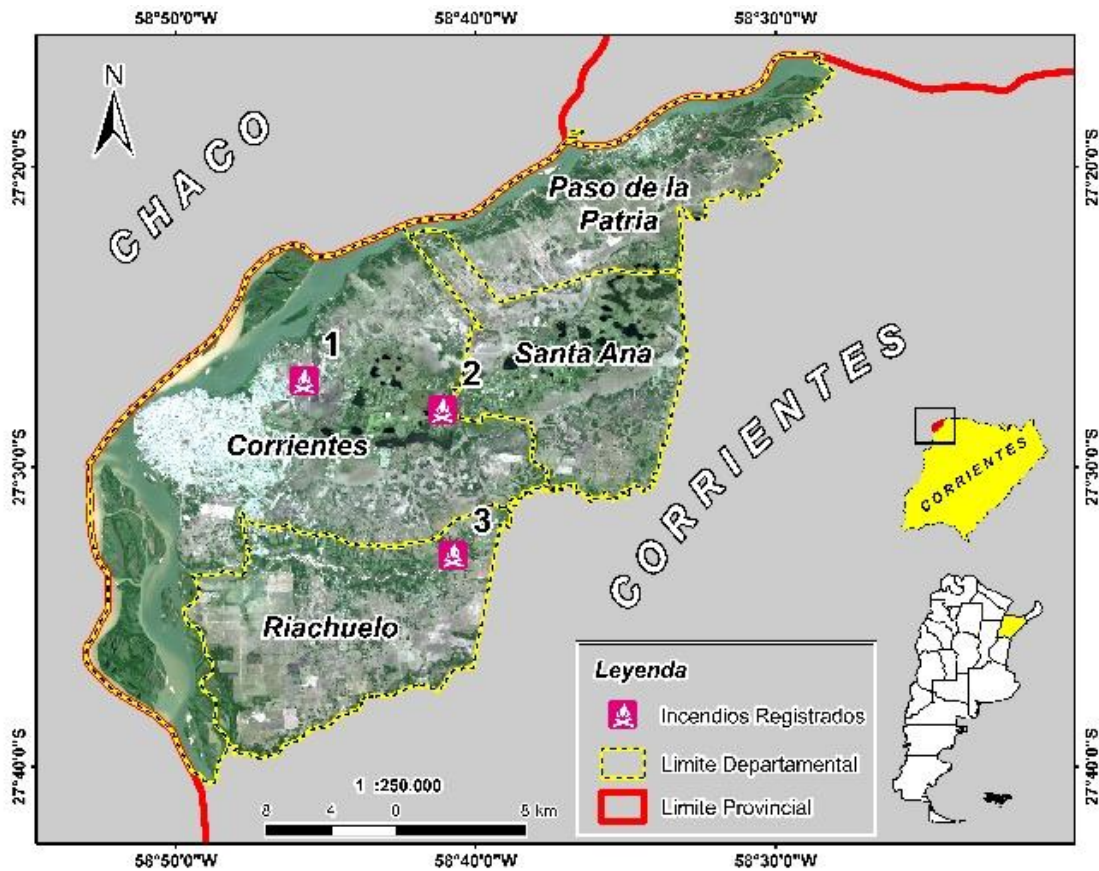 58°50'0"W 58°40'0"W 58°30'0"W
N
27°20'0"S
27°20'0"S
CHACO
Paso de la
Patria
1
Santa Ana
2
Corrientes
CORRIENTES
CORRIENTES
27°30'0"S
27°30'0"S
3
Riachuelo
Leyenda
Incendios Registrados
Limite Departamental
Limite Provincial
27°40'0"S
27°40'0"S
1 :250.000
8 4 0 8 km
58°50'0"W 58°40'0"W 58°30'0"W